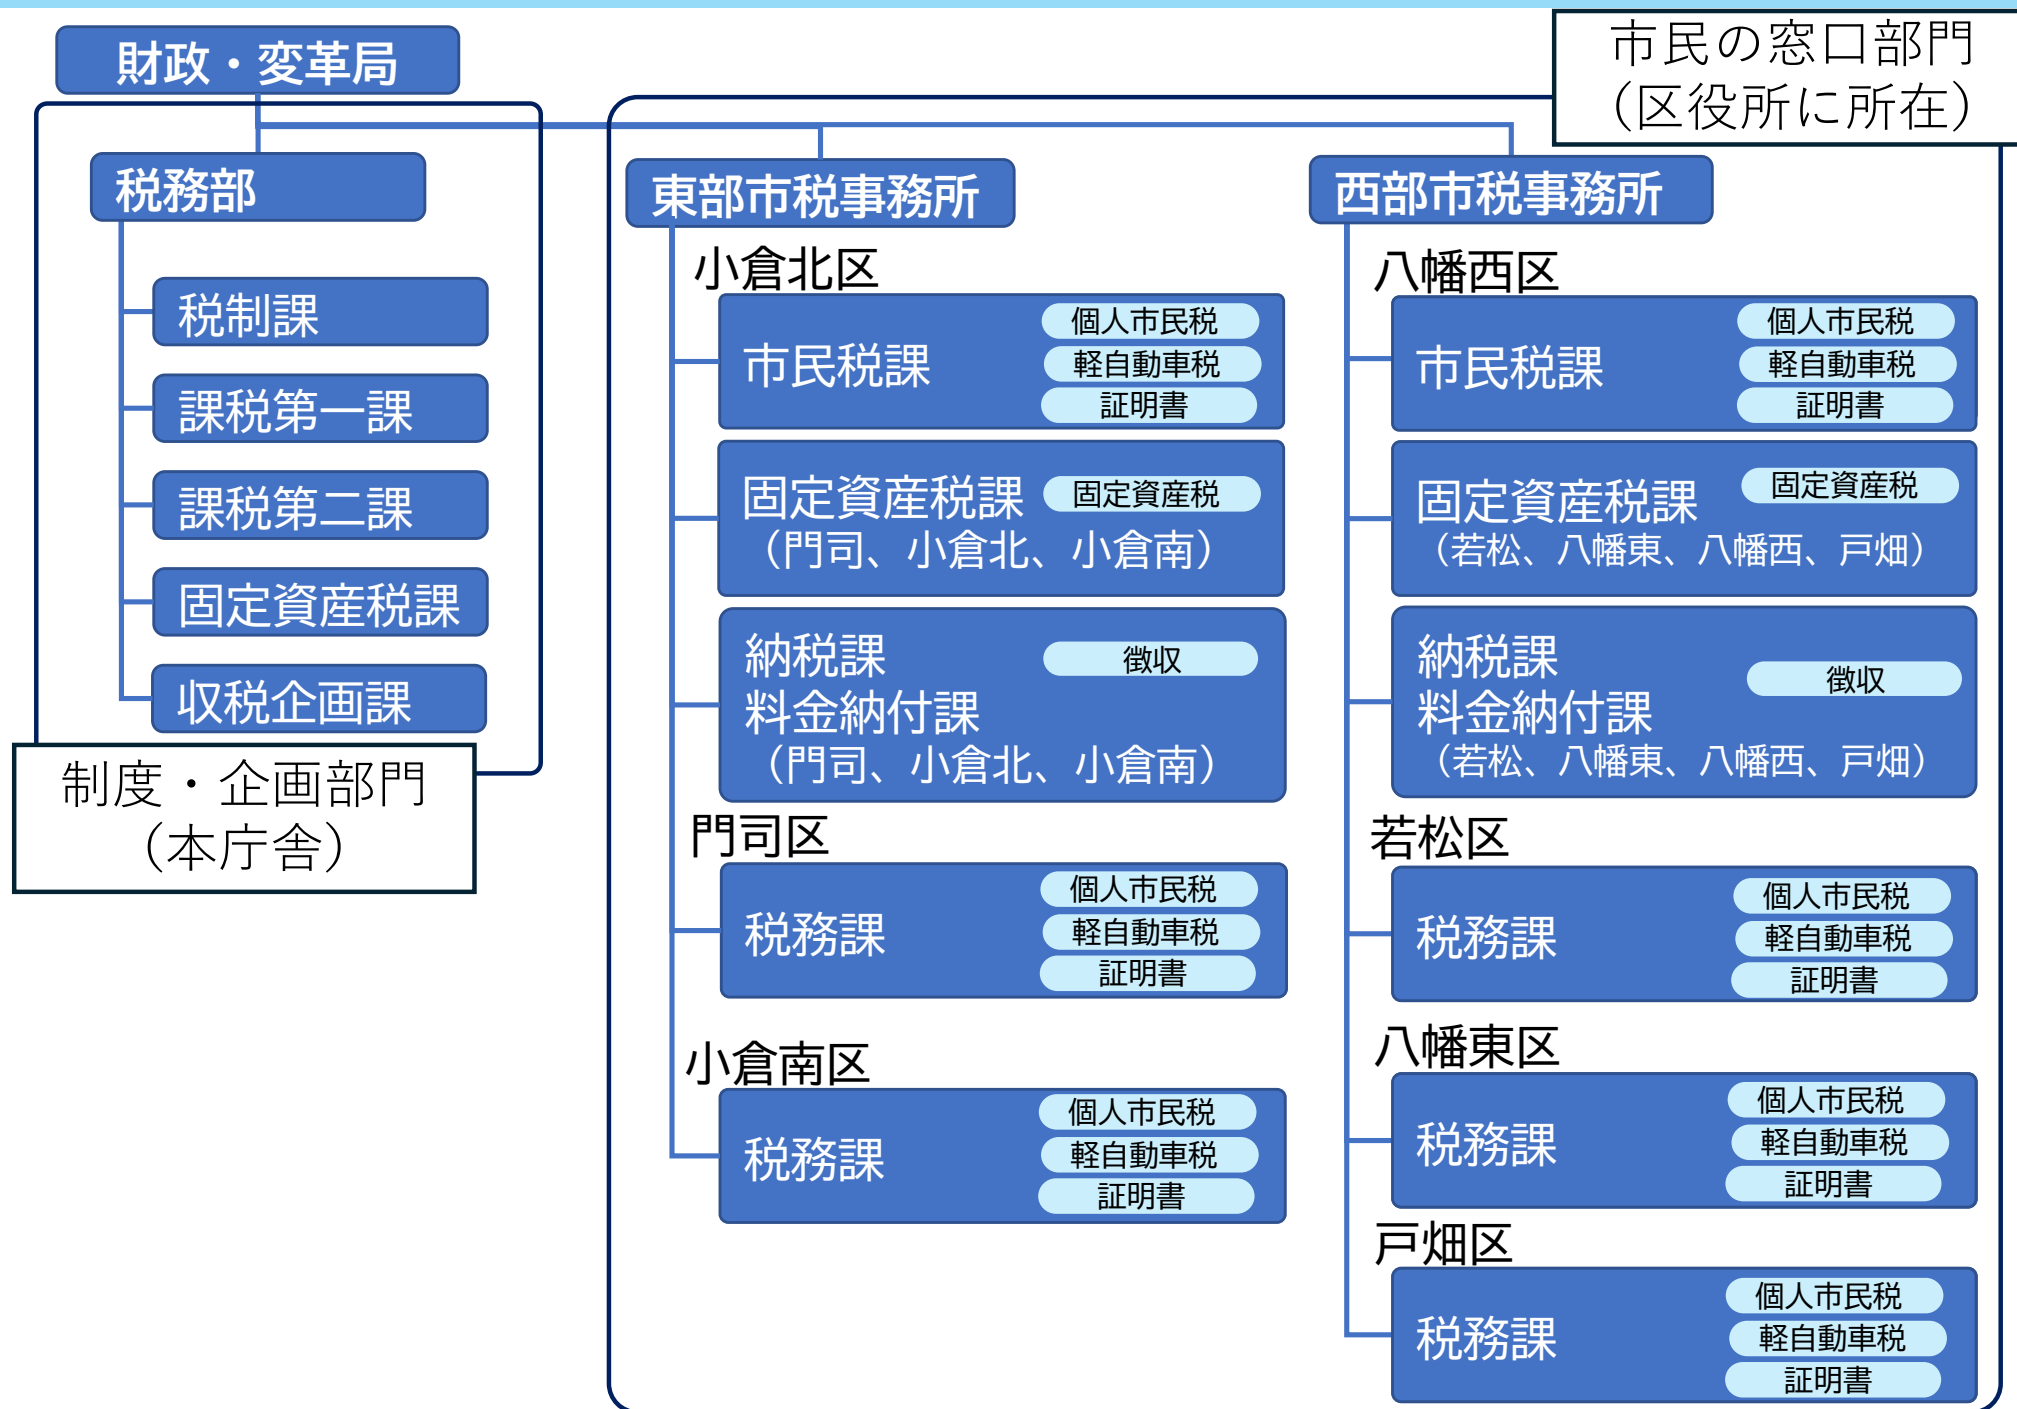 財政・変革局
税務部
税制課
課税第一課
課税第二課
固定資産税課
収税企画課
制度・企画部門
（本庁舎）
市民の窓口部門
（区役所に所在）
東部市税事務所
小倉北区
市民税課
個人市民税
軽自動車税
証明書
固定資産税課
固定資産税
（門司、小倉北、小倉南）
納税課
徴収
料金納付課
（門司、小倉北、小倉南）
門司区
税務課
個人市民税
軽自動車税
証明書
小倉南区
税務課
個人市民税
軽自動車税
証明書
西部市税事務所
八幡西区
市民税課
個人市民税
軽自動車税
証明書
固定資産税課
固定資産税
（若松、八幡東、八幡西、戸畑）
納税課
徴収
料金納付課
（若松、八幡東、八幡西、戸畑）
若松区
税務課
個人市民税
軽自動車税
証明書
八幡東区
税務課
個人市民税
軽自動車税
証明書
戸畑区
税務課
個人市民税
軽自動車税
証明書